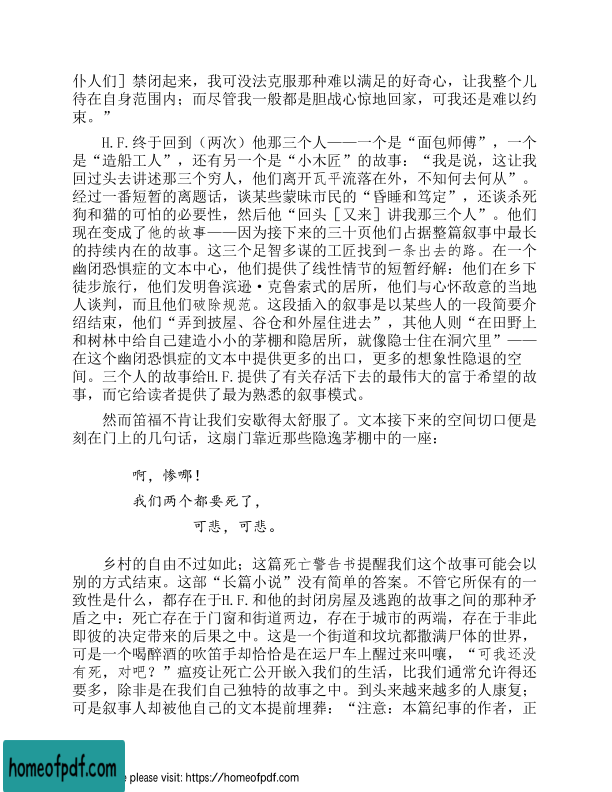 仆人们］禁闭起来，我可没法克服那种难以满足的好奇心，让我整个儿
待在自身范围内；而尽管我一般都是胆战心惊地回家，可我还是难以约
束。”
H.F.终于回到（两次）他那三个人——一个是“面包师傅”，一个
是“造船工人”，还有另一个是“小木匠”的故事：“我是说，这让我
回过头去讲述那三个穷人，他们离开瓦平流落在外，不知何去何从”。
经过一番短暂的离题话，谈某些蒙昧市民的“昏睡和笃定”，还谈杀死
狗和猫的可怕的必要性，然后他“回头［又来］讲我那三个人”。他们
现在变成了他的故事——因为接下来的三十页他们占据整篇叙事中最长
的持续内在的故事。这三个足智多谋的工匠找到一条出去的路。在一个
幽闭恐惧症的文本中心，他们提供了线性情节的短暂纾解：他们在乡下
徒步旅行，他们发明鲁滨逊·克鲁索式的居所，他们与心怀敌意的当地
人谈判，而且他们破除规范。这段插入的叙事是以某些人的一段简要介
绍结束，他们“弄到披屋、谷仓和外屋住进去”，其他人则“在田野上
和树林中给自己建造小小的茅棚和隐居所，就像隐士住在洞穴里”——
在这个幽闭恐惧症的文本中提供更多的出口，更多的想象性隐退的空
间。三个人的故事给H.F.提供了有关存活下去的最伟大的富于希望的故
事，而它给读者提供了最为熟悉的叙事模式。
然而笛福不肯让我们安歇得太舒服了。文本接下来的空间切口便是
刻在门上的几句话，这扇门靠近那些隐逸茅棚中的一座：
啊，惨哪！
我们两个都要死了，
可悲，可悲。
乡村的自由不过如此；这篇死亡警告书提醒我们这个故事可能会以
别的方式结束。这部“长篇小说”没有简单的答案。不管它所保有的一
致性是什么，都存在于H.F.和他的封闭房屋及逃跑的故事之间的那种矛
盾之中：死亡存在于门窗和街道两边，存在于城市的两端，存在于非此
即彼的决定带来的后果之中。这是一个街道和坟坑都撒满尸体的世界，
可是一个喝醉酒的吹笛手却恰恰是在运尸车上醒过来叫嚷，“可我还没
有死，对吧？”瘟疫让死亡公开嵌入我们的生活，比我们通常允许得还
要多，除非是在我们自己独特的故事之中。到头来越来越多的人康复；
可是叙事人却被他自己的文本提前埋葬：“注意：本篇纪事的作者，正
homeofpdf.com
e please visit: https://homeofpdf.com